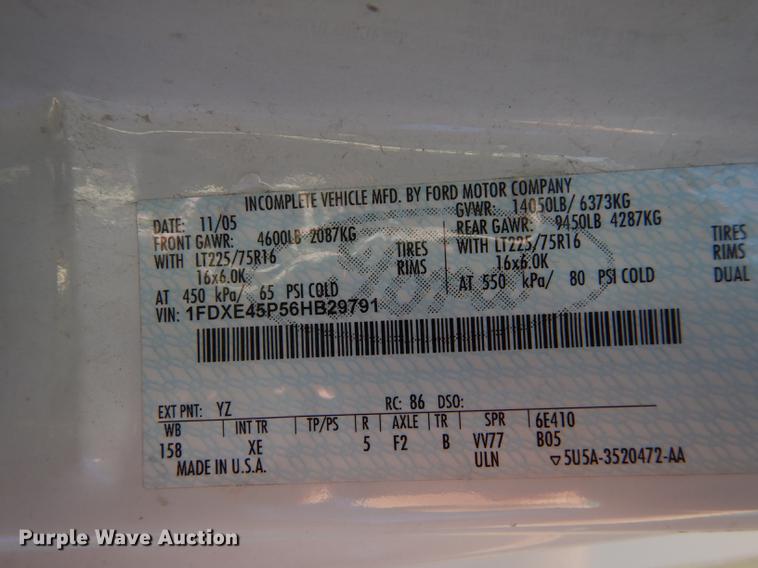 INCOMPLETE VEHICLE MFD. BY FORD MOTOR COMPANY
DATE: 11/05 GVWR: 14050LB/ 6373KG
FRONT GAWR: 4600LB 2087KG REAR GAWR: 9450LB 4287KG
WITH LT225/75R16 TIRES WITH LT225/75R16 TIRES
16x6.0K RIMS 16x6.0K RIMS
AT 450 kPa/ 65 PSI COLD AT 550 kPa/ 80 PSI COLD DUAL
VIN: 1FDXE45P56HB29791
Ford
EXT PNT: YZ RC: 86 DSO:
WB INT TR TP/PS R AXLE TR SPR 6E410
158 XE 5 F2 B VV77 B05
MADE IN U.S.A. ULN 5U5A-3520472-AA
Purple Wave Auction